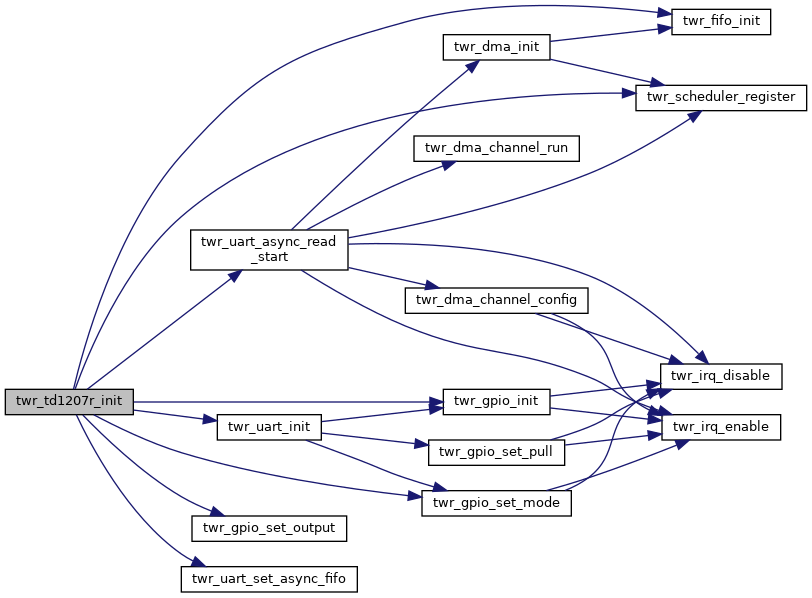 twr_fifo_init
twr_dma_init
twr_scheduler_register
twr_dma_channel_run
twr_uart_async_read
_start
twr_dma_channel_config
twr_irq_disable
twr_td1207r_init
twr_gpio_init
twr_uart_init
twr_irq_enable
twr_gpio_set_pull
twr_gpio_set_mode
twr_gpio_set_output
twr_uart_set_async_fifo